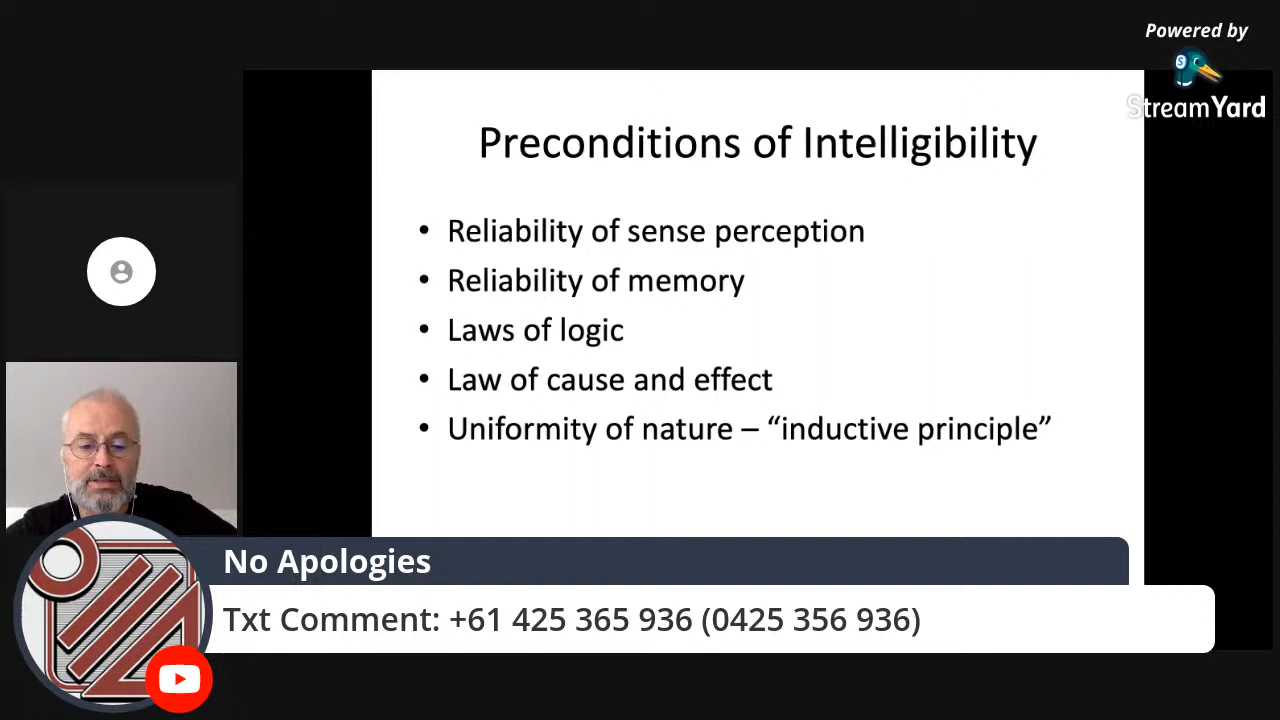 Powered by
StreamYard
Preconditions of Intelligibility
• Reliability of sense perception
• Reliability of memory
• Laws of logic
• Law of cause and effect
• Uniformity of nature – “inductive principle”
No Apologies
Txt Comment: +61 425 365 936 (0425 356 936)